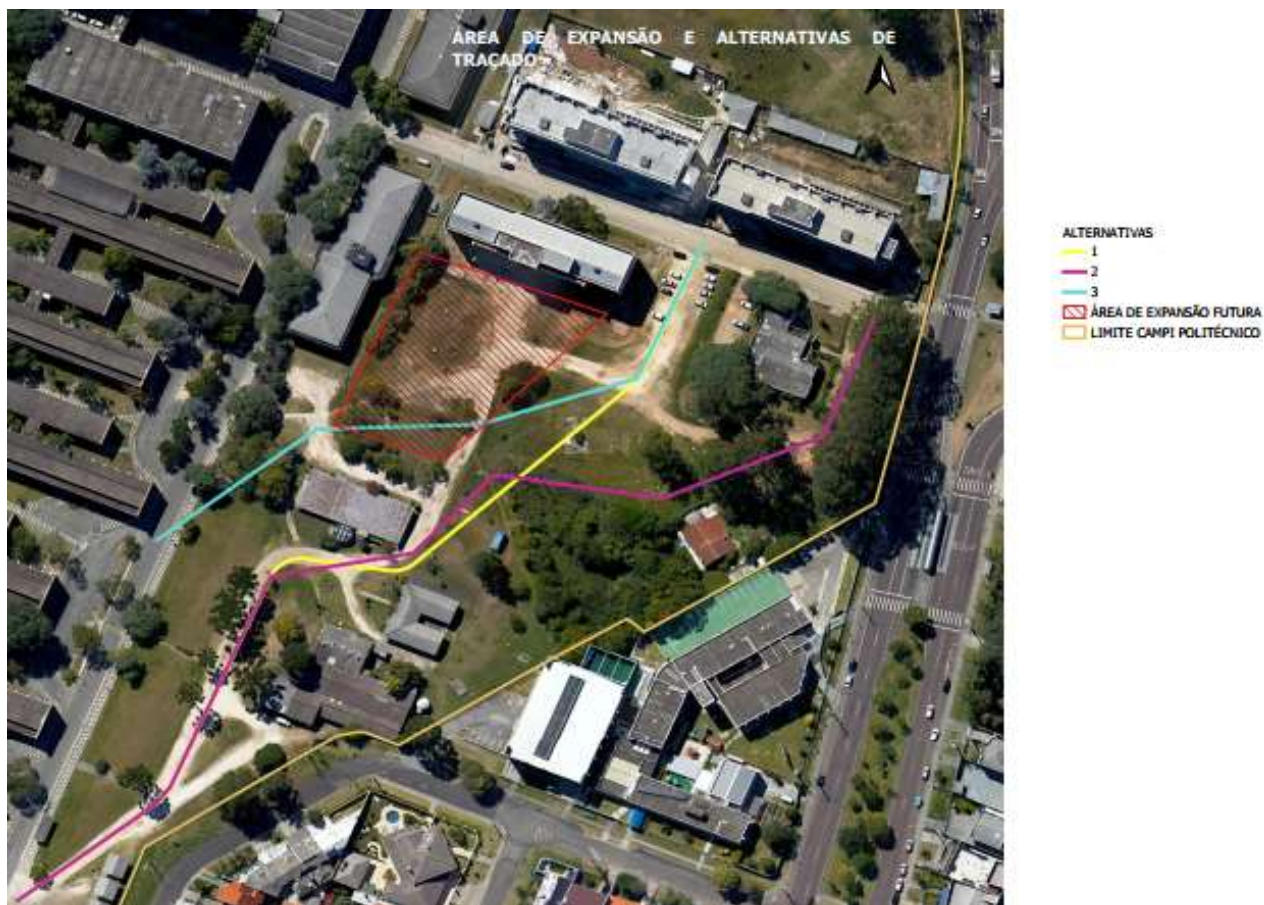 ÁREA DE EXPANSÃO E ALTERNATIVAS DE
TRAÇADO
ALTERNATIVAS
1
2
3
ÁREA DE EXPANSÃO FUTURA
LIMITE CAMPI POLITÉCNICO